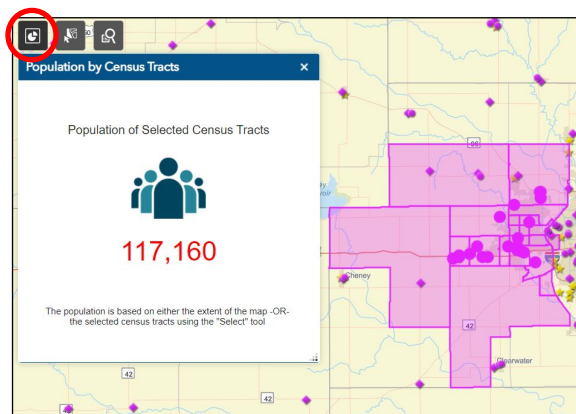 Population by Census Tracts ×
Population of Selected Census Tracts
117,160
The population is based on either the extent of the map -OR-
the selected census tracts using the "Select" tool
96
Cheney
42
Clearwater
42
42